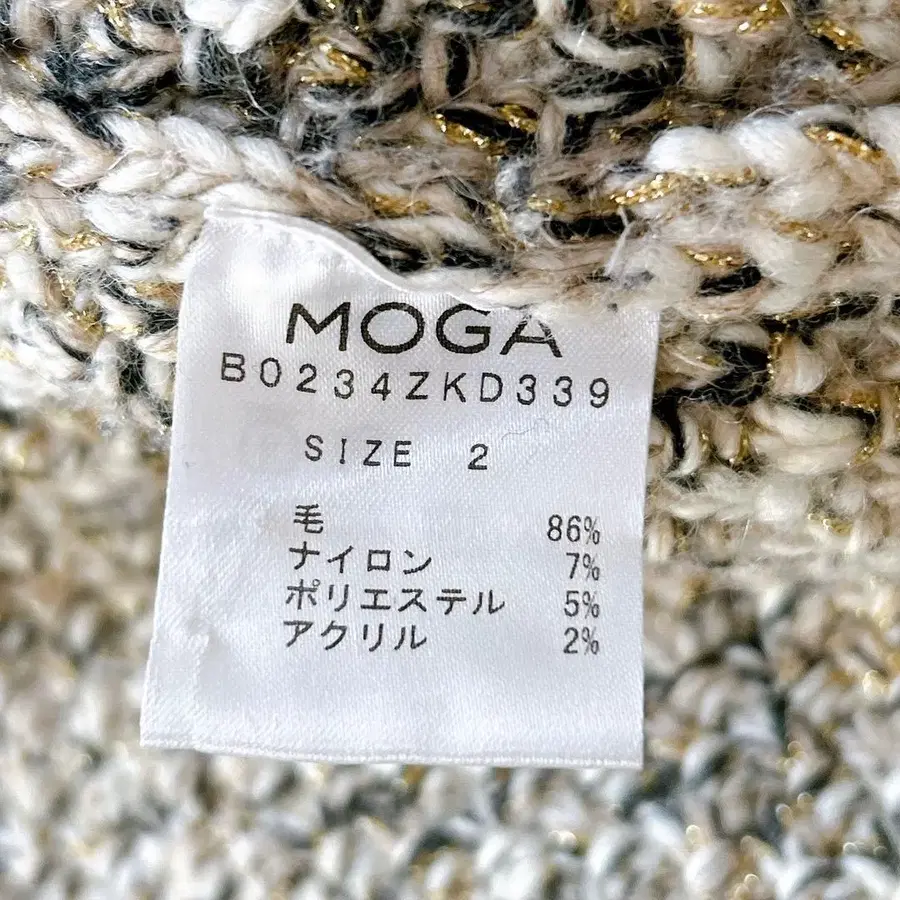 MOGA
B0234ZKD339
SIZE 2
毛 86%
ナイロン 7%
ポリエステル 5%
アクリル 2%